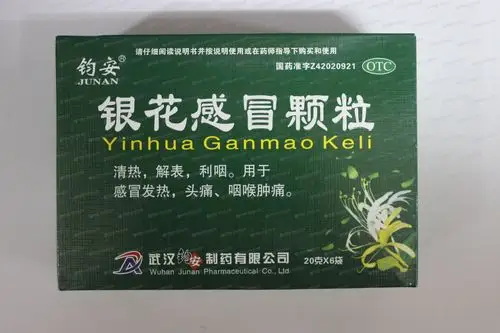 请仔细阅读说明书并按说明使用或在药师指导下购买和使用
钧安®
JUNAN
国药准字Z42020921
OTC
银花感冒颗粒
Yinhua Ganmao Keli
清热，解表，利咽。用于
感冒发热，头痛、咽喉肿痛。
武汉钧安制药有限公司
Wuhan Junan Pharmaceutical Co., Ltd.
20克X6袋